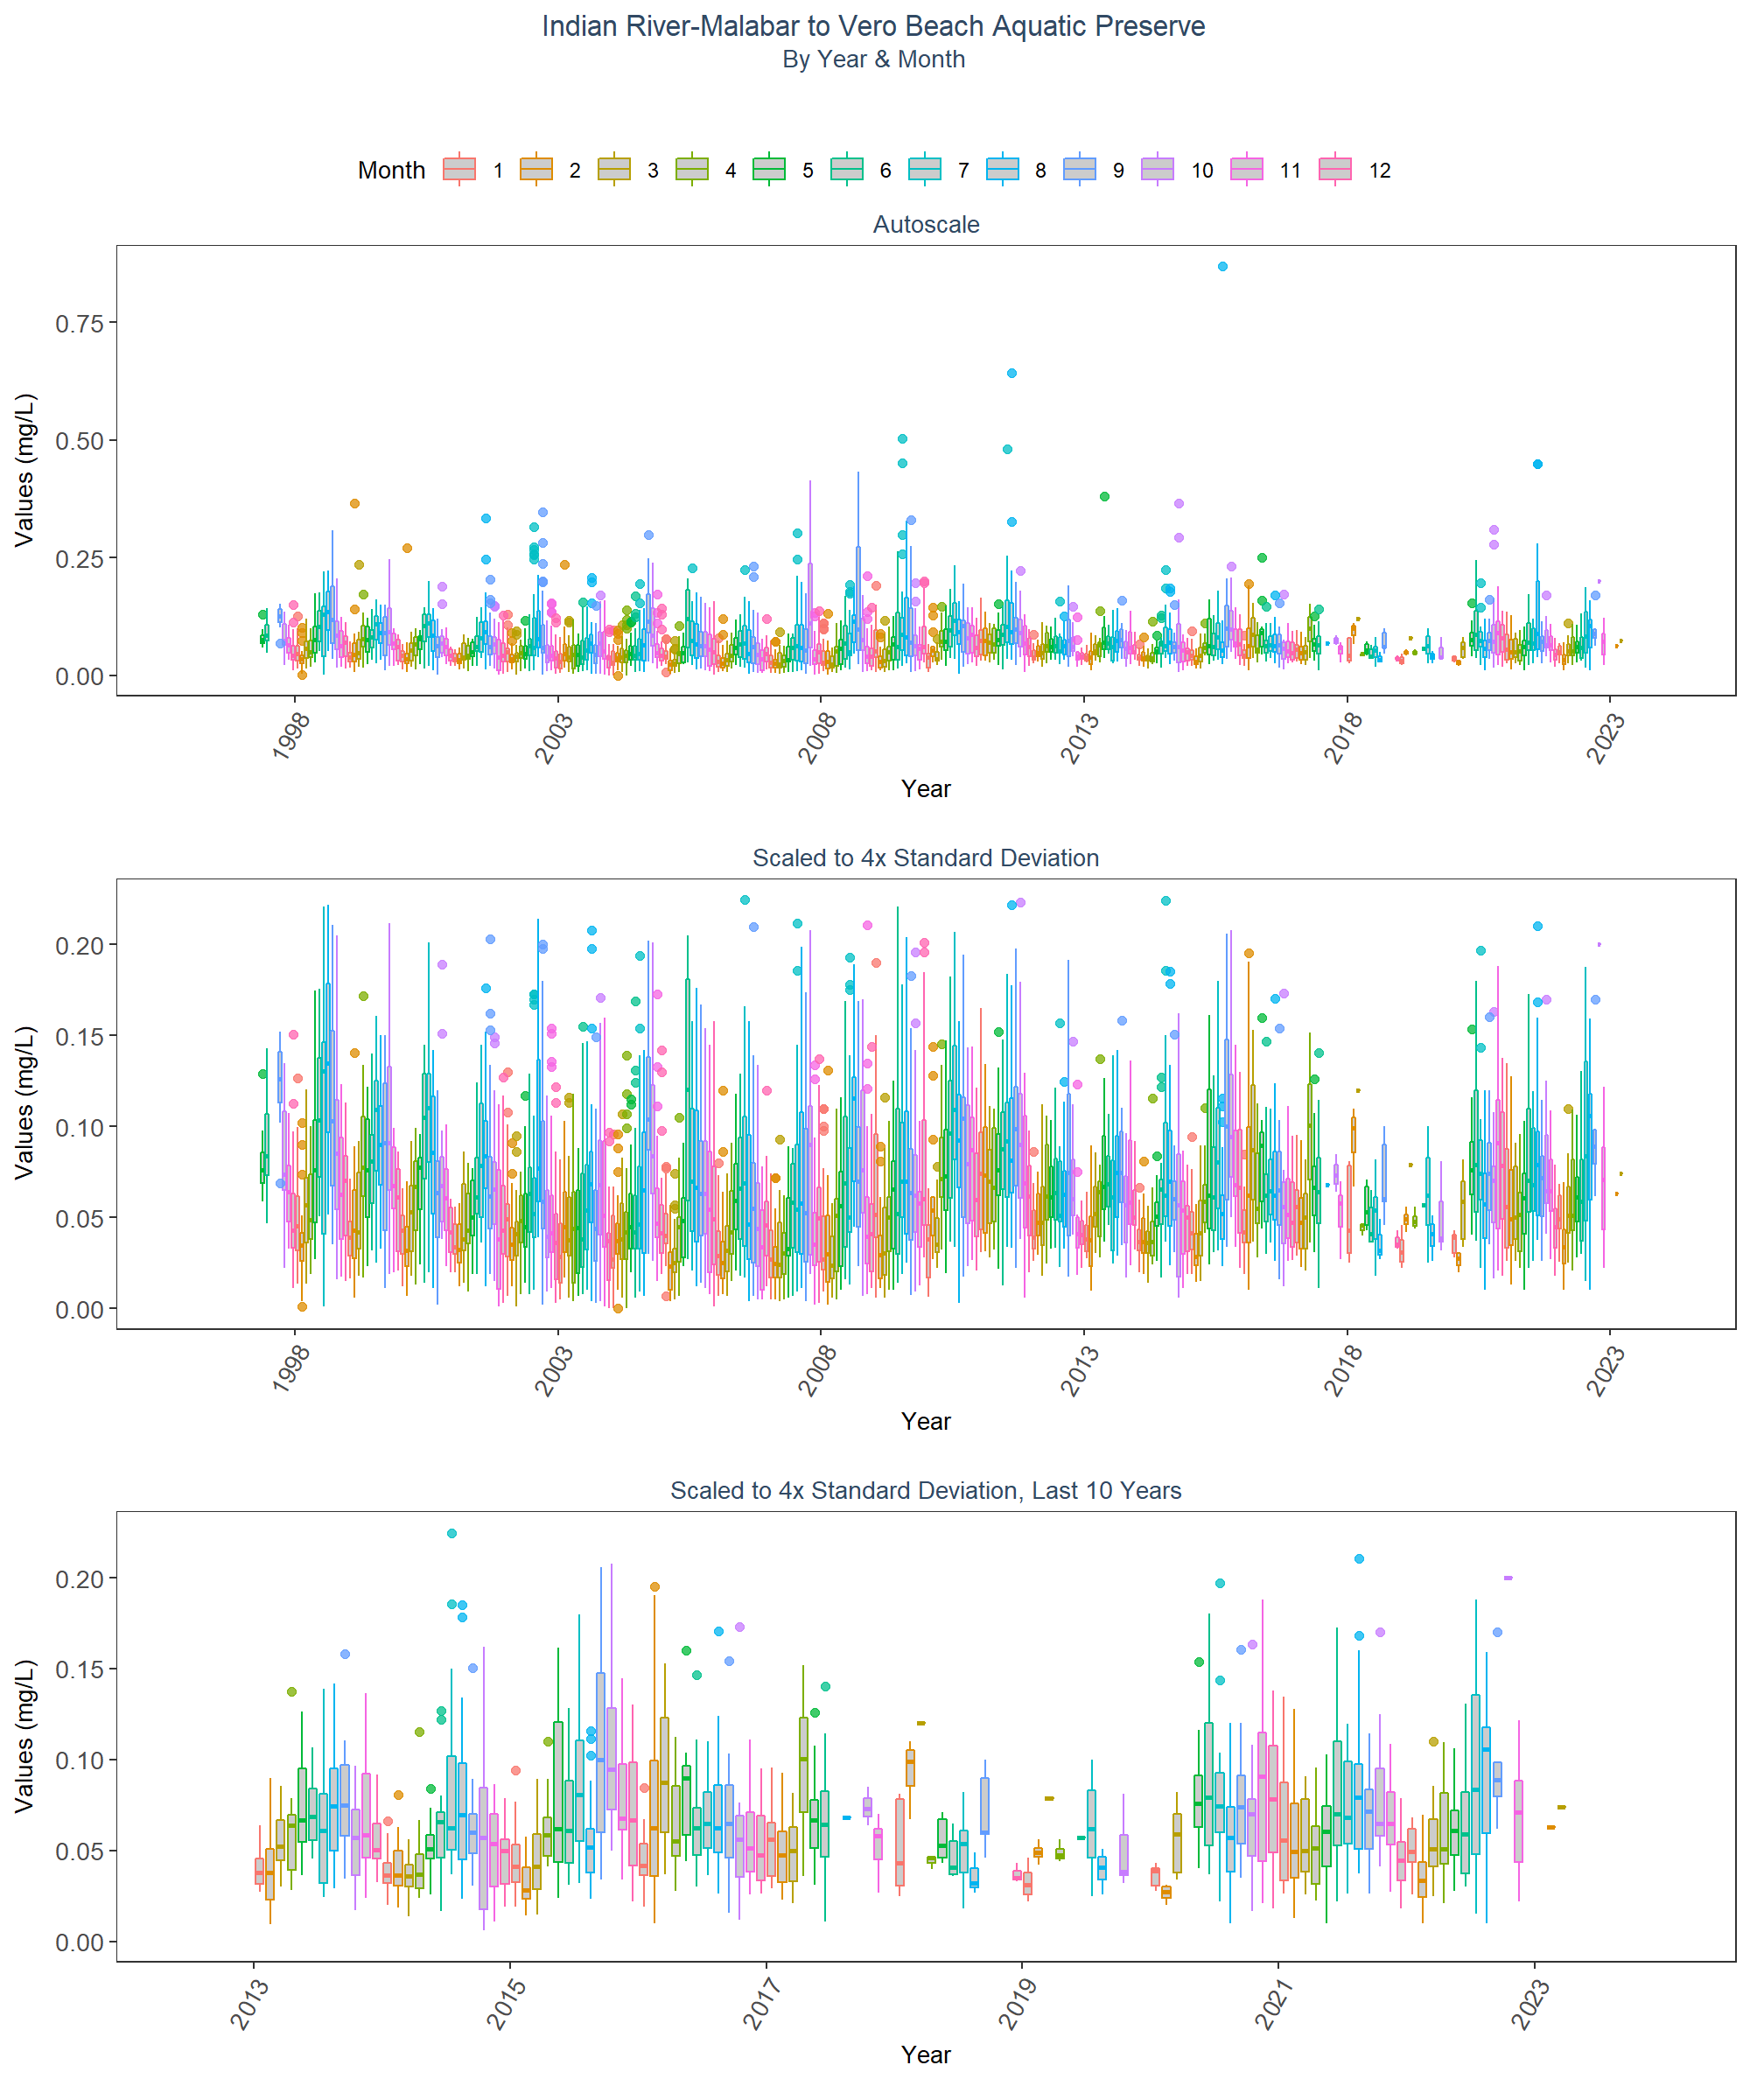 Indian River-Malabar to Vero Beach Aquatic Preserve
By Year & Month
Month 1 2 3 4 5 6 7 8 9 10 11 12
Autoscale
Values (mg/L)
0.75
0.50
0.25
0.00
1998 2003 2008 2013 2018 2023
Year
Scaled to 4x Standard Deviation
Values (mg/L)
0.20
0.15
0.10
0.05
0.00
1998 2003 2008 2013 2018 2023
Year
Scaled to 4x Standard Deviation, Last 10 Years
Values (mg/L)
0.20
0.15
0.10
0.05
0.00
2013 2015 2017 2019 2021 2023
Year